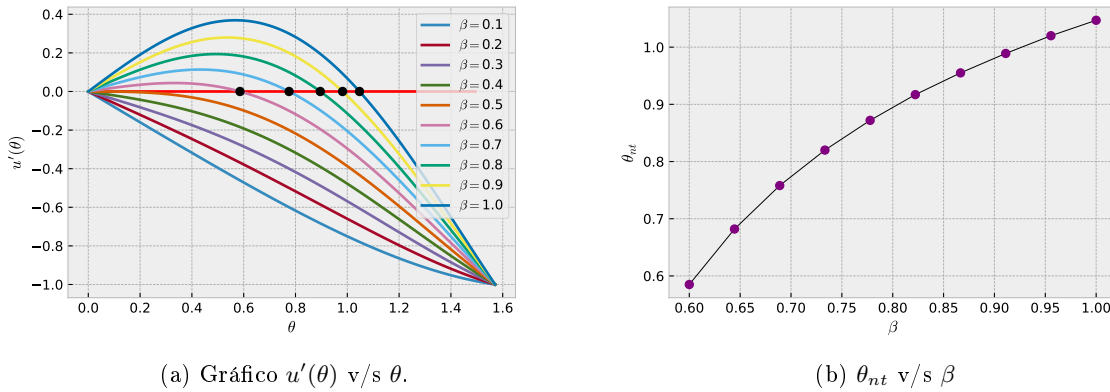 0.4
0.2
0.0
−0.2
−0.4
−0.6
−0.8
−1.0
u′(θ)
0.0 0.2 0.4 0.6 0.8 1.0 1.2 1.4 1.6
θ
β = 0.1
β = 0.2
β = 0.3
β = 0.4
β = 0.5
β = 0.6
β = 0.7
β = 0.8
β = 0.9
β = 1.0
(a) Gráfico u′(θ) v/s θ.
1.0
0.9
0.8
0.7
0.6
θnt
0.60 0.65 0.70 0.75 0.80 0.85 0.90 0.95 1.00
β
(b) θnt v/s β